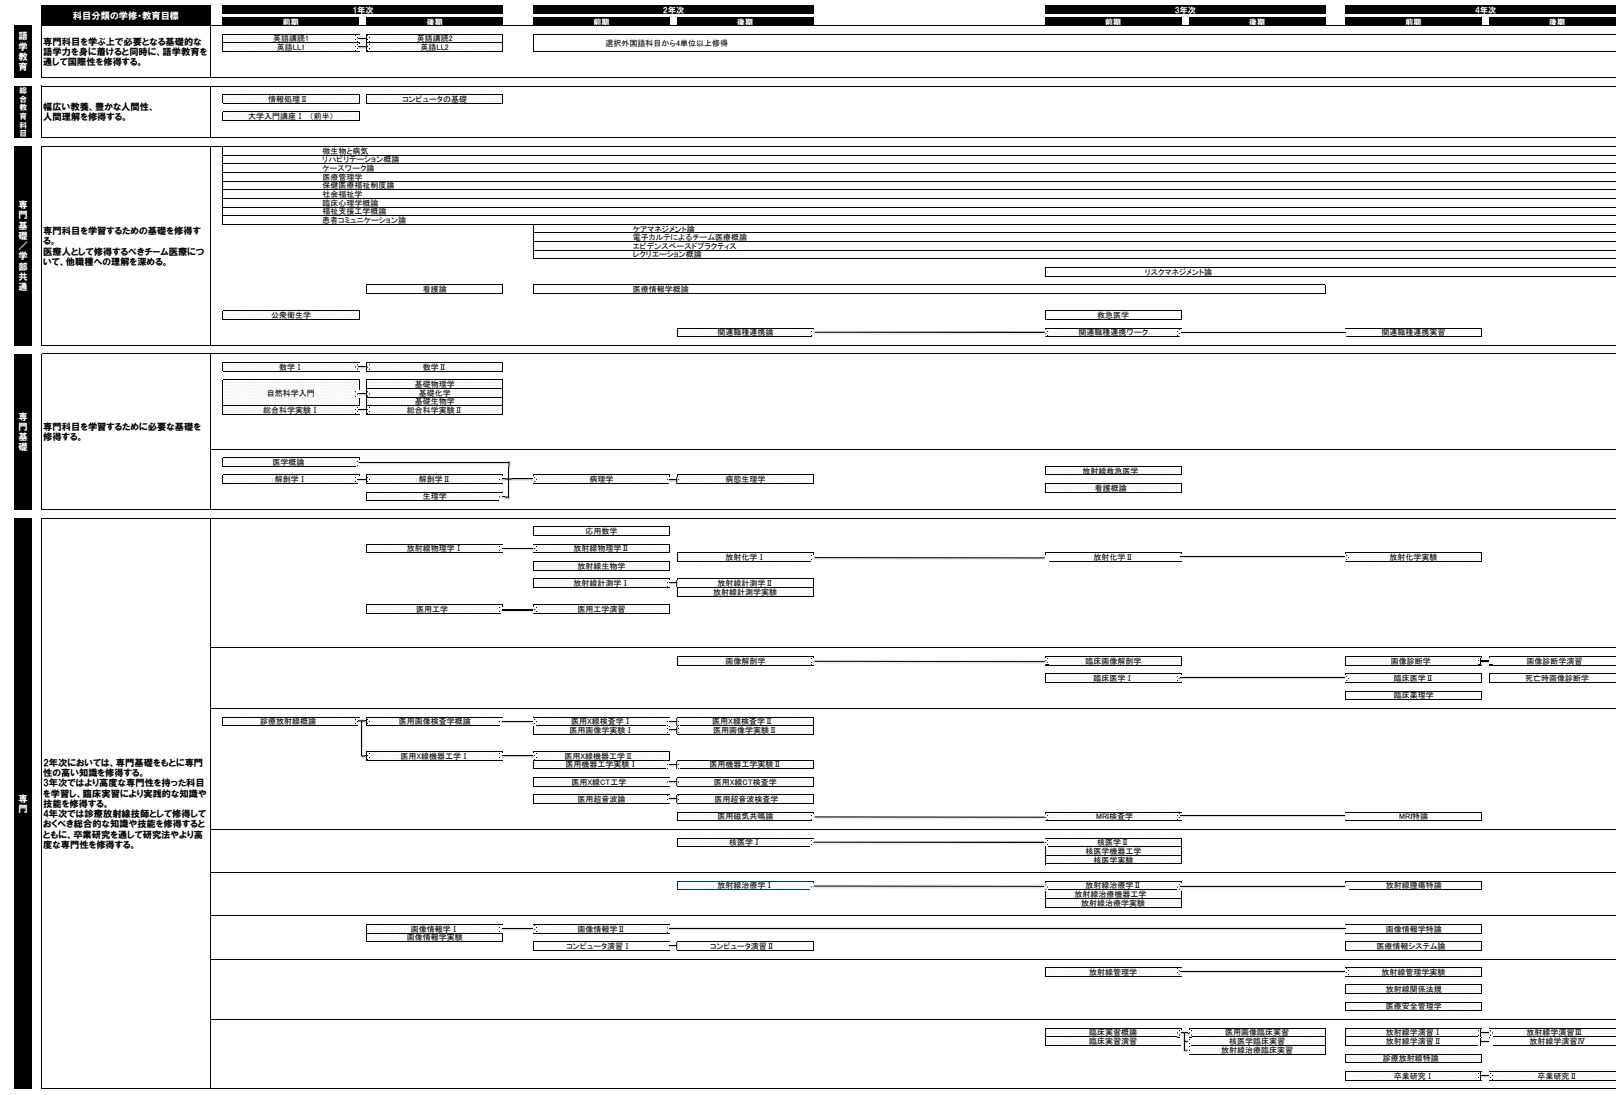 科目分類の学修・教育目標
1年次
2年次
3年次
4年次
前期
後期
前期
後期
前期
後期
前期
後期
語学教育
専門科目を学ぶ上で必要となる基礎的な
語学力を身に着けると同時に、語学教育を
通して国際性を修得する。
英語講読1
英語講読2
英語LL1
英語LL2
選択外国語科目から4単位以上修得
総合教育科目
幅広い教養、豊かな人間性、
人間理解を修得する。
情報処理Ⅱ
コンピュータの基礎
大学入門講座Ⅰ（前半）
専門基礎／学部共通
専門科目を学習するための基礎を修得す
る。
医療人として修得するべきチーム医療につ
いて、他職種への理解を深める。
微生物と病気
リハビリテーション概論
ケースワーク論
医療管理学
保健医療福祉制度論
社会福祉学
臨床心理学概論
福祉支援工学概論
患者コミュニケーション論
ケアマネジメント論
電子カルテによるチーム医療概論
エビデンスベースドプラクティス
レクリエーション概論
リスクマネジメント論
看護論
医療情報学概論
公衆衛生学
救急医学
関連職種連携論
関連職種連携ワーク
関連職種連携実習
専門基礎
専門科目を学習するために必要な基礎を
修得する。
数学Ⅰ
数学Ⅱ
自然科学入門
基礎物理学
基礎化学
基礎生物学
総合科学実験Ⅰ
総合科学実験Ⅱ
医学概論
解剖学Ⅰ
解剖学Ⅱ
生理学
病理学
病態生理学
放射線救急医学
看護概論
専門
2年次においては、専門基礎をもとに専門
性の高い知識を修得する。
3年次ではより高度な専門性を持った科目
を学習し、臨床実習により実践的な知識や
技能を修得する。
4年次では診療放射線技師として修得して
おくべき総合的な知識や技能を修得すると
ともに、卒業研究を通して研究法やより高
度な専門性を修得する。
応用数学
放射線物理学Ⅰ
放射線物理学Ⅱ
放射化学Ⅰ
放射化学Ⅱ
放射化学実験
放射線生物学
放射線計測学Ⅰ
放射線計測学Ⅱ
放射線計測学実験
医用工学
医用工学演習
画像解剖学
臨床画像解剖学
画像診断学
画像診断学演習
臨床医学Ⅰ
臨床医学Ⅱ
死亡時画像診断学
臨床薬理学
診療放射線概論
医用画像検査学概論
医用X線検査学Ⅰ
医用X線検査学Ⅱ
医用画像学実験Ⅰ
医用画像学実験Ⅱ
医用X線機器工学Ⅰ
医用X線機器工学Ⅱ
医用機器工学実験Ⅰ
医用機器工学実験Ⅱ
医用X線CT工学
医用X線CT検査学
医用超音波論
医用超音波検査学
医用磁気共鳴論
MRI検査学
MRI特論
核医学Ⅰ
核医学Ⅱ
核医学機器工学
核医学実験
放射線治療学Ⅰ
放射線治療学Ⅱ
放射線腫瘍特論
放射線治療機器工学
放射線治療学実験
画像情報学Ⅰ
画像情報学Ⅱ
画像情報学特論
画像情報学実験
コンピュータ演習Ⅰ
コンピュータ演習Ⅱ
医療情報システム論
放射線管理学
放射線管理学実験
放射線関係法規
医療安全管理学
臨床実習概論
医用画像臨床実習
放射線学演習Ⅰ
放射線学演習Ⅲ
臨床実習演習
核医学臨床実習
放射線学演習Ⅱ
放射線学演習Ⅳ
放射線治療臨床実習
診療放射線特論
卒業研究Ⅰ
卒業研究Ⅱ